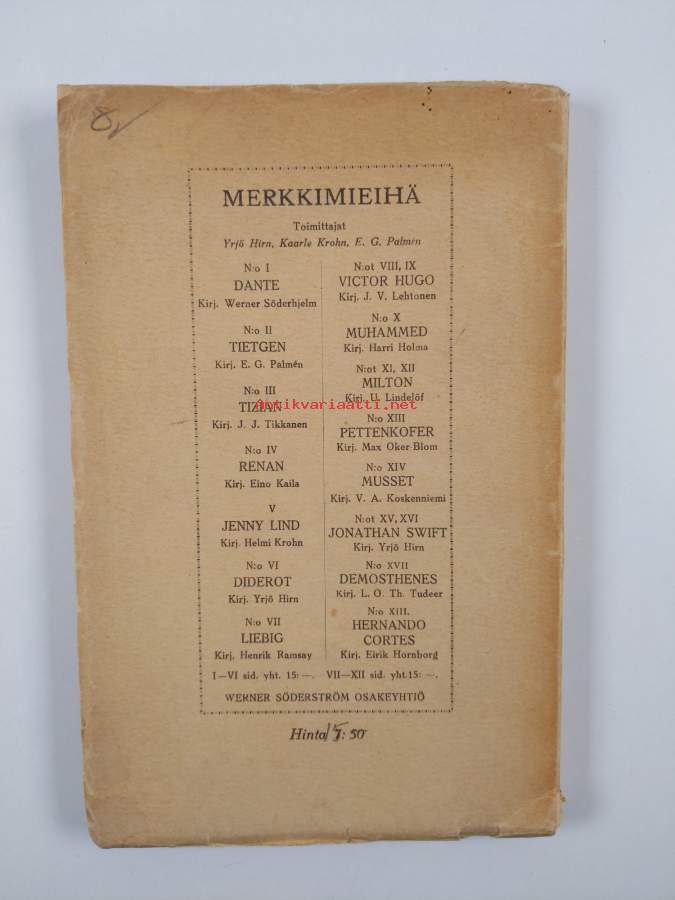 8
MERKKIMIEIHÄ
Toimittajat
Yrjö Hirn, Kaarle Krohn, E. G. Palmén
N:o I
DANTE
Kirj. Werner Söderhjelm
N:o II
TIETGEN
Kirj. E. G. Palmén
N:o III
TIZIAN
Kirj. J. J. Tikkanen
N:o IV
RENAN
Kirj. Eino Kaila
V
JENNY LIND
Kirj. Helmi Krohn
N:o VI
DIDEROT
Kirj. Yrjö Hirn
N:o VII
LIEBIG
Kirj. Henrik Ramsay
N:ot VIII, IX
VICTOR HUGO
Kirj. J. V. Lehtonen
N:o X
MUHAMMED
Kirj. Harri Holma
N:ot XI, XII
MILTON
Kirj. U. Lindelöf
N:o XIII
PETTENKOFER
Kirj. Max Oker-Blom
N:o XIV
MUSSET
Kirj. V. A. Koskenniemi
N:ot XV, XVI
JONATHAN SWIFT
Kirj. Yrjö Hirn
N:o XVII
DEMOSTHENES
Kirj. L. O. Th. Tudeer
N:o XIII.
HERNANDO
CORTES
Kirj. Eirik Hornborg
I—VI sid. yht. 15: —. VII—XII sid. yht. 15: —.
WERNER SÖDERSTRÖM OSAKEYHTIÖ
Hinta 15: 50
Antikvariaatti.net